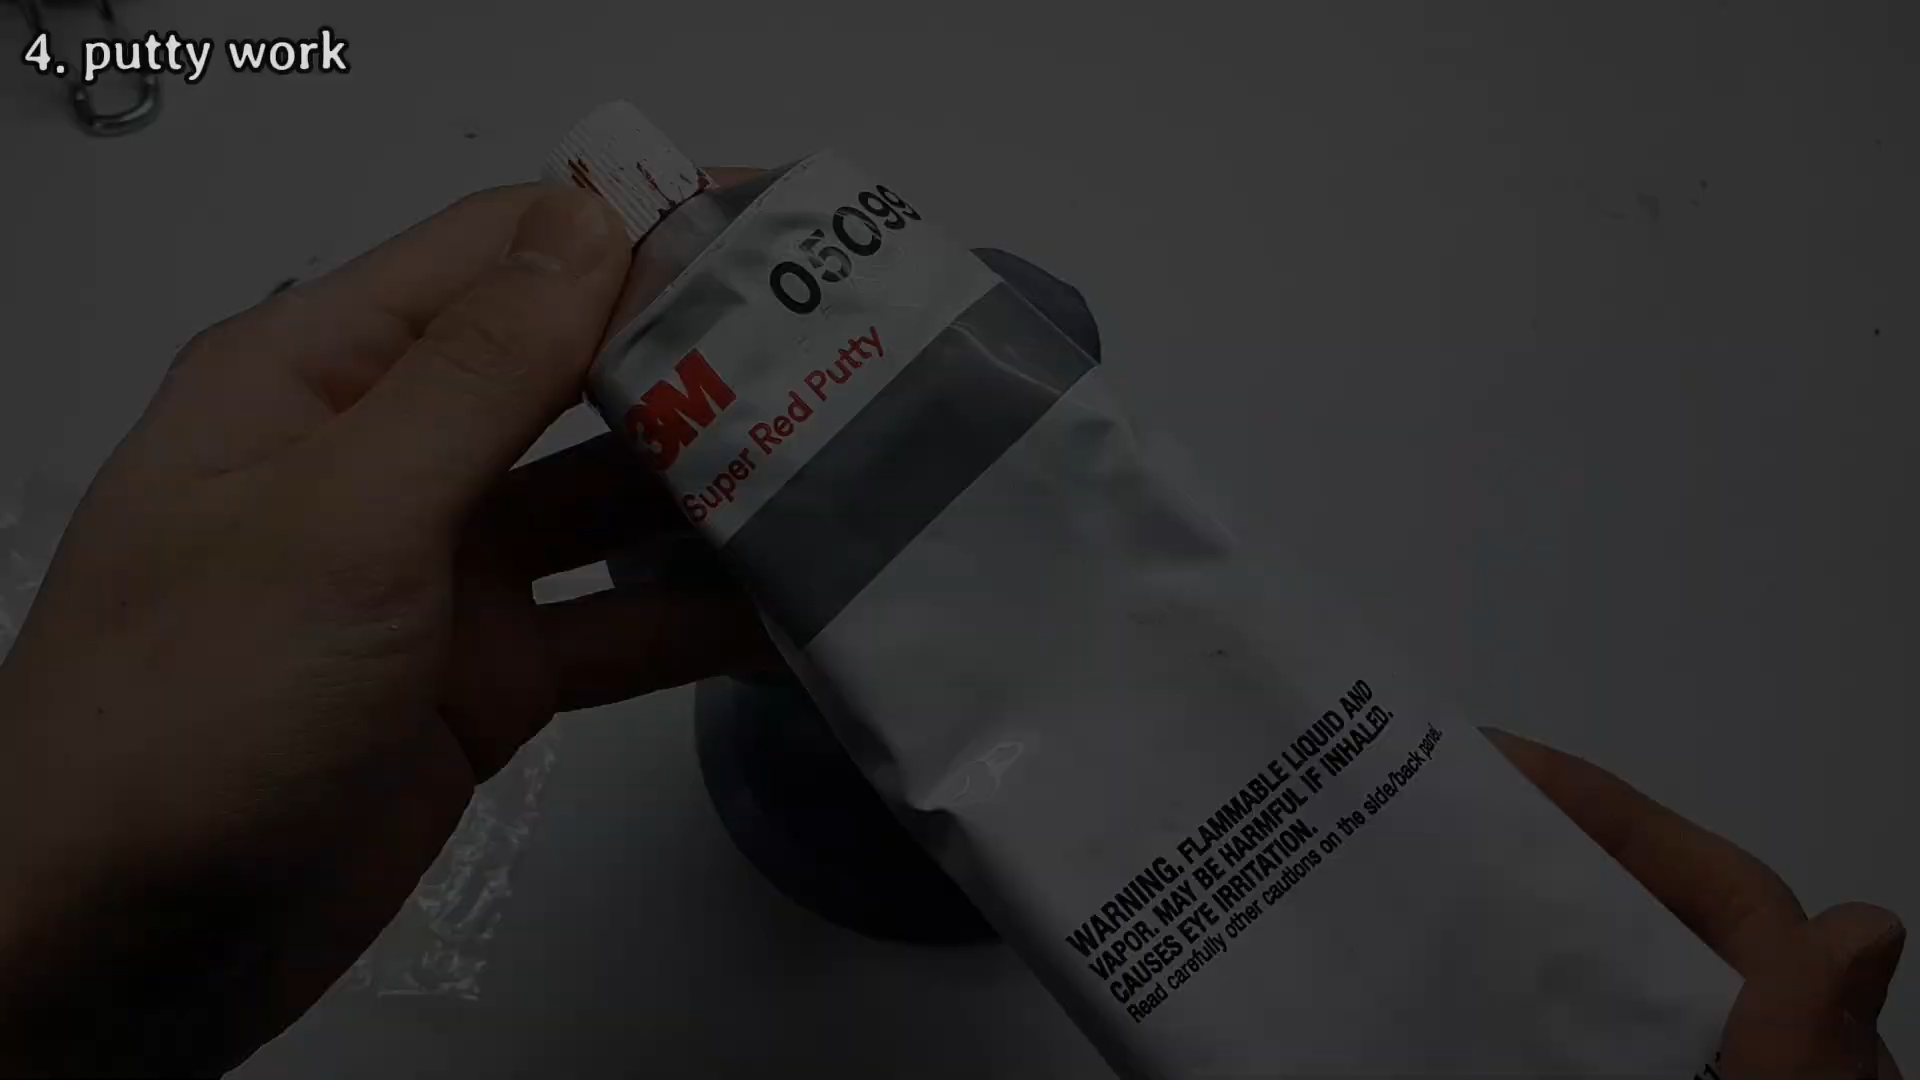 4. putty work
05099
3M
Super Red Putty
WARNING. FLAMMABLE LIQUID AND
VAPOR. MAY BE HARMFUL IF INHALED.
CAUSES EYE IRRITATION.
Read carefully other cautions on the side/back panel.